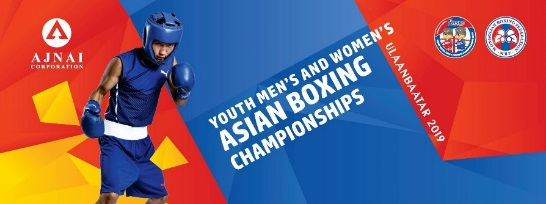 AJNAI
CORPORATION
YOUTH MEN'S AND WOMEN'S
ASIAN BOXING
CHAMPIONSHIPS
ULAANBAATAR 2019